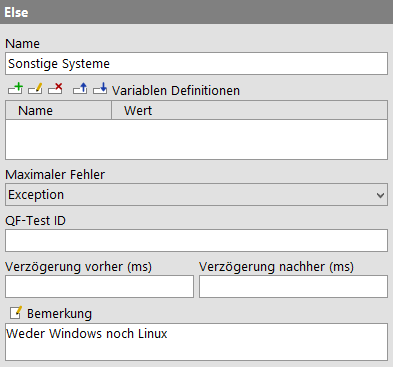 Else
Name
Sonstige Systeme
Variablen Definitionen
Name Wert
Maximaler Fehler
Exception
QF-Test ID
Verzögerung vorher (ms) Verzögerung nachher (ms)
Bemerkung
Weder Windows noch Linux